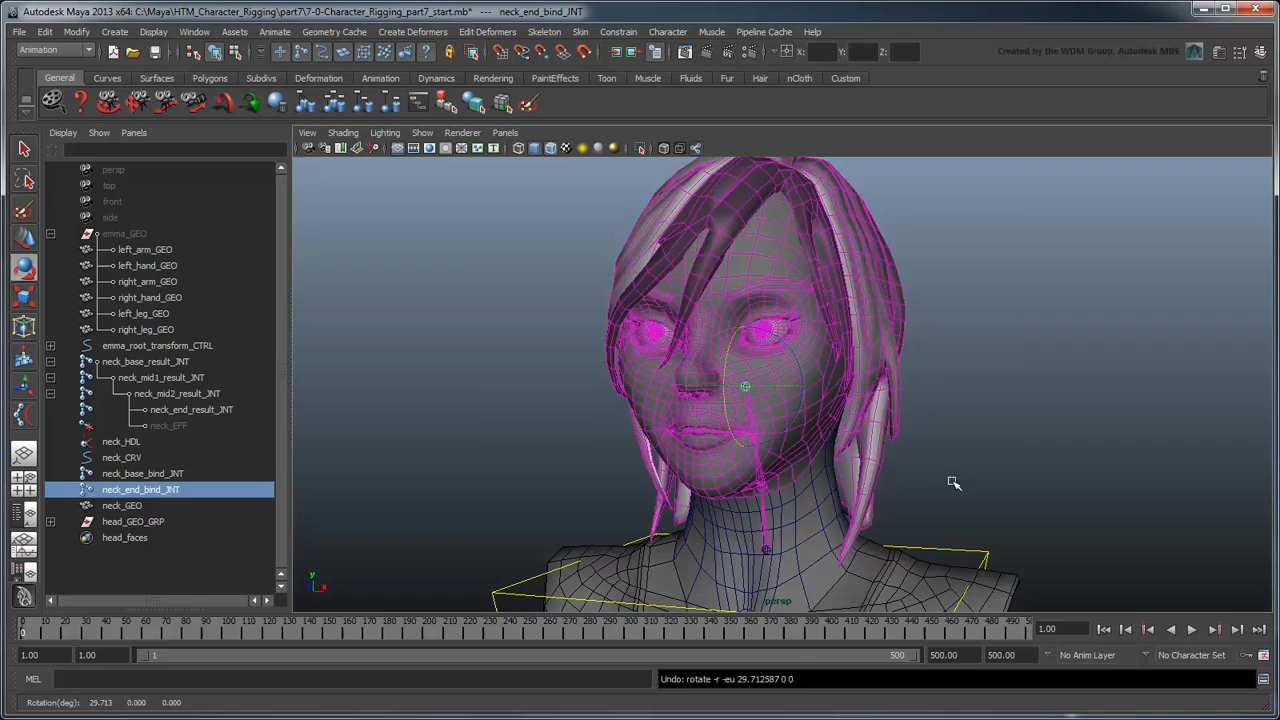 Autodesk Maya 2013 x64: C:\Maya\HTM_Character_Rigging\part7\7-0-Character_Rigging_part7_start.mb* --- neck_end_bind_JNT
File Edit Modify Create Display Window Assets Animate Geometry Cache Create Deformers Edit Deformers Skeleton Skin Constrain Character Muscle Pipeline Cache Help
Animation X: Y: Z: Created by the WDM Group, Autodesk M&E
General Curves Surfaces Polygons Subdivs Deformation Animation Dynamics Rendering PaintEffects Toon Muscle Fluids Fur Hair nCloth Custom
Display Show Panels
View Shading Lighting Show Renderer Panels
persp
top
front
side
emma_GEO
left_arm_GEO
left_hand_GEO
right_arm_GEO
right_hand_GEO
left_leg_GEO
right_leg_GEO
emma_root_transform_CTRL
neck_base_result_JNT
neck_mid1_result_JNT
neck_mid2_result_JNT
neck_end_result_JNT
neck_EFF
neck_HDL
neck_CRV
neck_base_bind_JNT
neck_end_bind_JNT
neck_GEO
head_GEO_GRP
head_faces
y
x
persp
0 10 20 30 40 50 60 70 80 90 100 110 120 130 140 150 160 170 180 190 200 210 220 230 240 250 260 270 280 290 300 310 320 330 340 350 360 370 380 390 400 410 420 430 440 450 460 470 480 490 500
0
1.00
1.00 1.00 1 500 500.00 500.00 No Anim Layer No Character Set
MEL Undo: rotate -r -eu 29.712587 0 0
Rotation(deg): 29.713 0.000 0.000